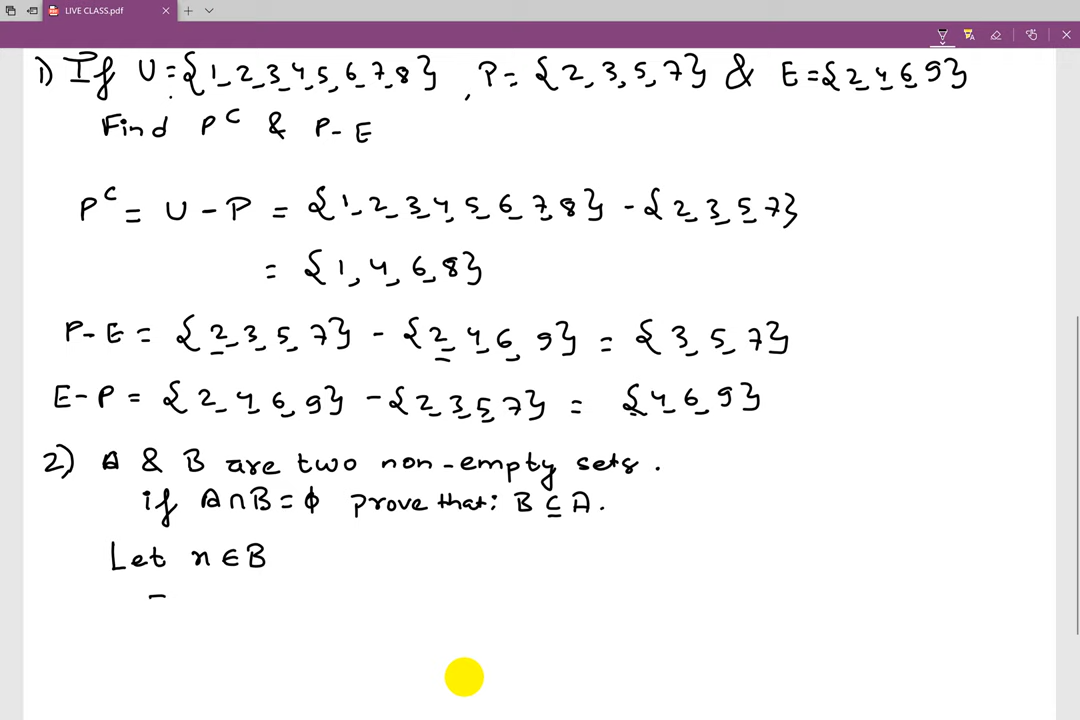 LIVE CLASS.pdf
1) If U = {1, 2, 3, 4, 5, 6, 7, 8}, P = {2, 3, 5, 7} & E = {2, 4, 6, 9}
Find P^C & P - E
P^C = U - P = {1, 2, 3, 4, 5, 6, 7, 8} - {2, 3, 5, 7}
= {1, 4, 6, 8}
P - E = {2, 3, 5, 7} - {2, 4, 6, 9} = {3, 5, 7}
E - P = {2, 4, 6, 9} - {2, 3, 5, 7} = {4, 6, 9}
2) A & B are two non-empty sets.
if A ∩ B = ϕ prove that: B ⊆ A.
Let x ∈ B